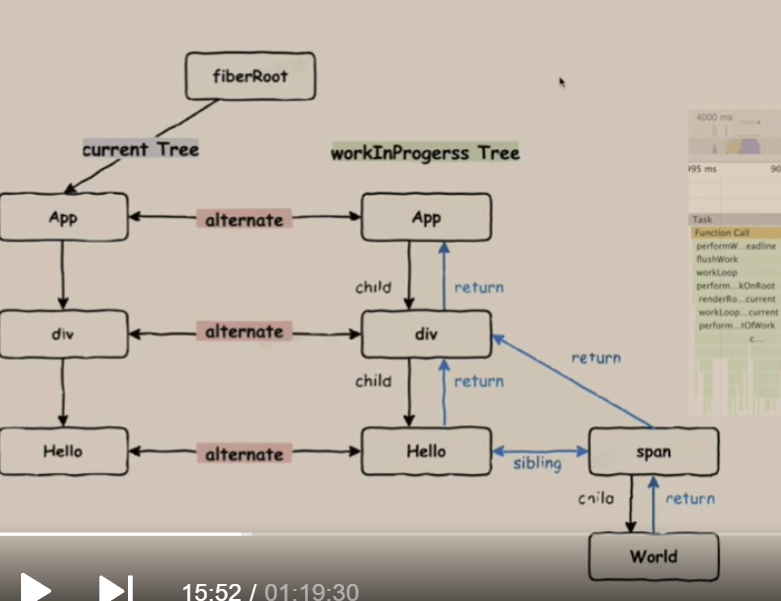 fiberRoot
current Tree
workInProgerss Tree
4000 ms
995 ms
90
App
alternate
App
Task
Function Call
performW...eadline
flushWork
workLoop
perform...kOnRoot
renderRo...current
workLoop...current
perform...tOfWork
c...
child
return
div
alternate
div
return
child
return
Hello
alternate
Hello
sibling
span
child
return
World
15:52 / 01:19:30